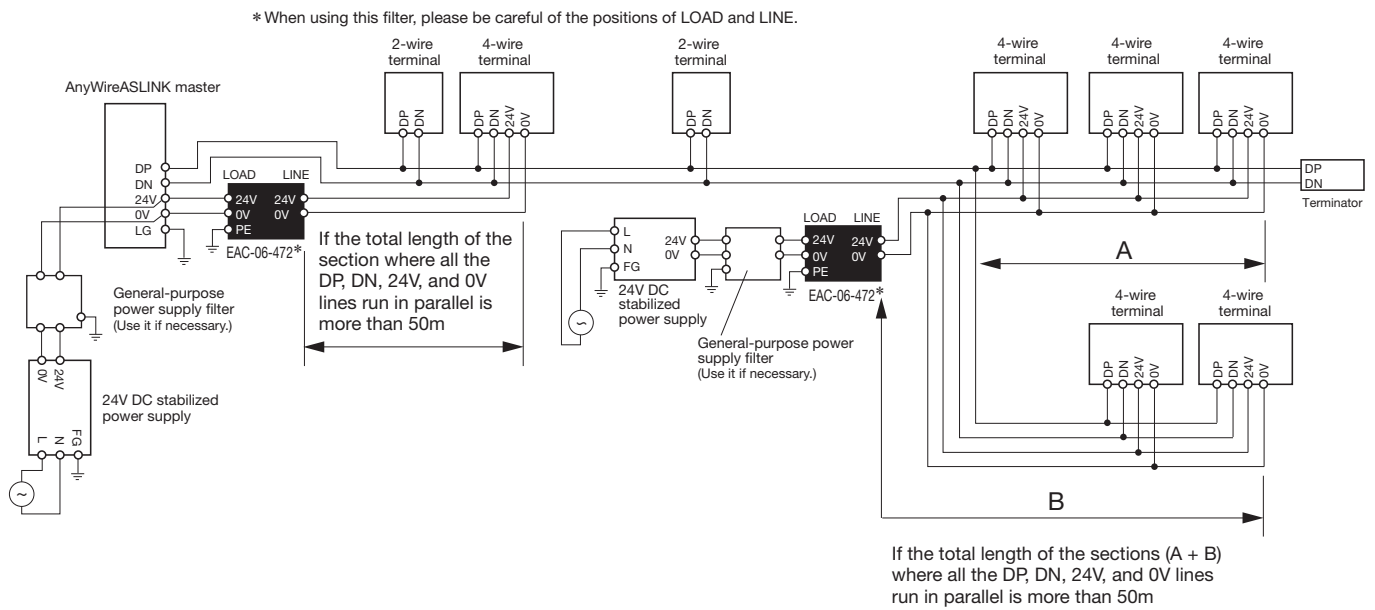 * When using this filter, please be careful of the positions of LOAD and LINE.
2-wire
terminal
4-wire
terminal
2-wire
terminal
4-wire
terminal
4-wire
terminal
4-wire
terminal
AnyWireASLINK master
DP
DN
DP
DN
24V
0V
DP
DN
DP
DN
24V
0V
DP
DN
24V
0V
DP
DN
24V
0V
DP
DN
24V
0V
LG
LOAD LINE
24V 24V
0V 0V
PE
EAC-06-472*
DP
DN
Terminator
If the total length of the
section where all the
DP, DN, 24V, and 0V
lines run in parallel is
more than 50m
L
N
FG
24V
0V
24V DC
stabilized
power supply
~
LOAD LINE
24V 24V
0V 0V
PE
EAC-06-472*
General-purpose power
supply filter
(Use it if necessary.)
A
General-purpose
power supply filter
(Use it if necessary.)
0V
24V
24V DC stabilized
power supply
L
N
FG
~
4-wire
terminal
4-wire
terminal
DP
DN
24V
0V
DP
DN
24V
0V
B
If the total length of the sections (A + B)
where all the DP, DN, 24V, and 0V lines
run in parallel is more than 50m